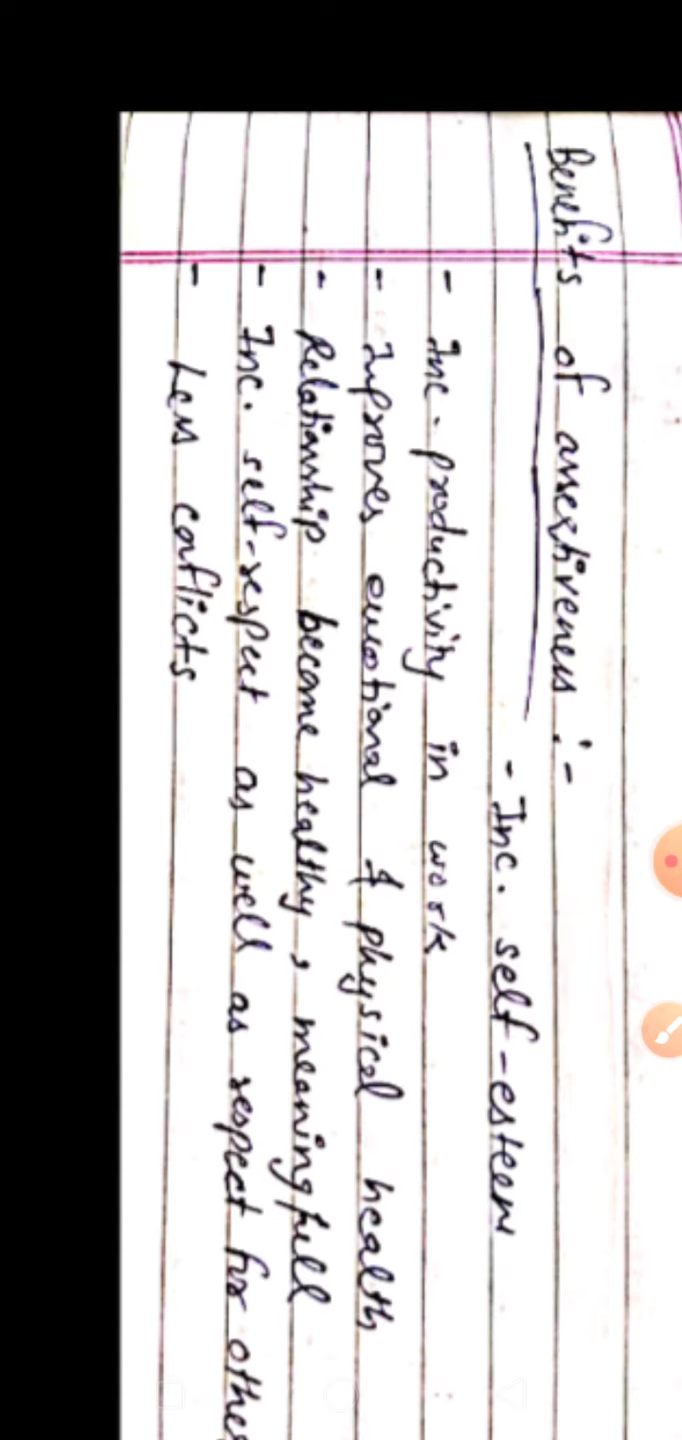 Benefits of assertiveness :-
- Inc. self-esteem
- Inc. productivity in work
- Improves emotional & physical health
- Relationship become healthy, meaningfull
- Inc. self-respect as well as respect for
- Less conflicts